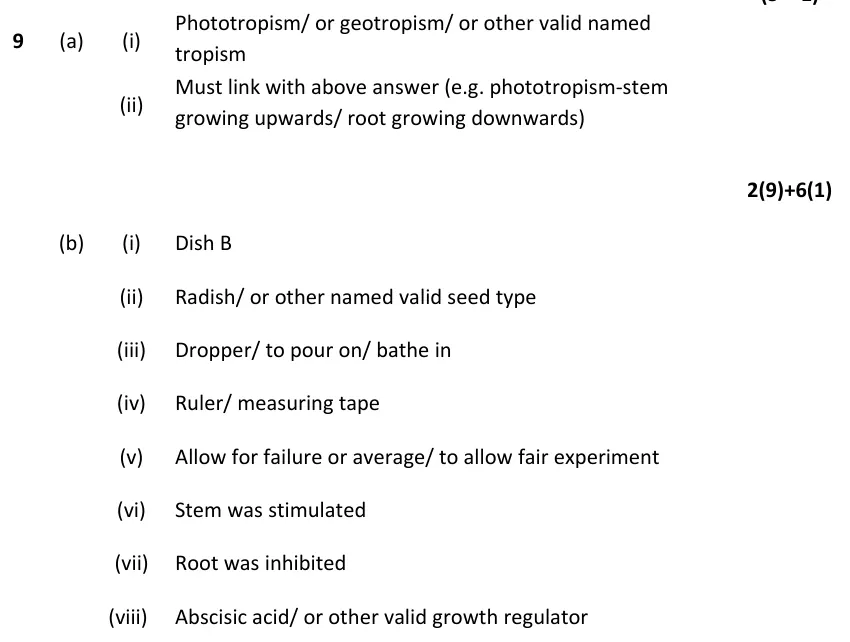 9 (a) (i) Phototropism/ or geotropism/ or other valid named
tropism
(ii) Must link with above answer (e.g. phototropism-stem
growing upwards/ root growing downwards)
2(9)+6(1)
(b) (i) Dish B
(ii) Radish/ or other named valid seed type
(iii) Dropper/ to pour on/ bathe in
(iv) Ruler/ measuring tape
(v) Allow for failure or average/ to allow fair experiment
(vi) Stem was stimulated
(vii) Root was inhibited
(viii) Abscisic acid/ or other valid growth regulator